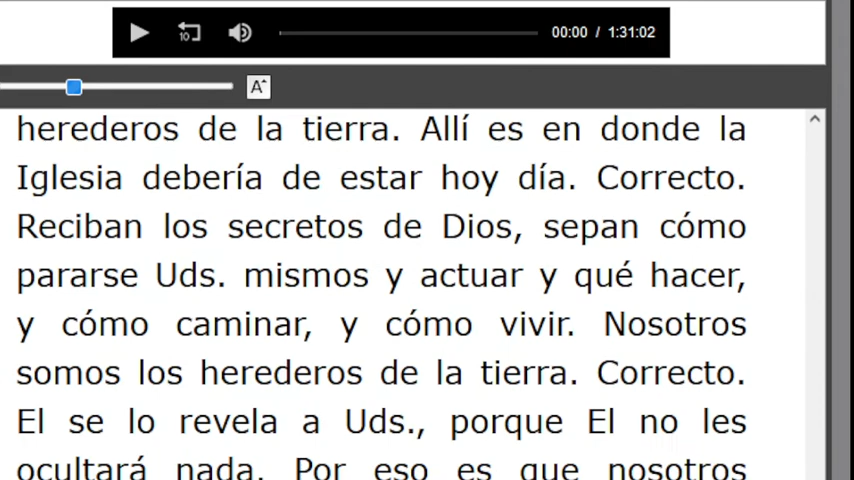 10
00:00 / 1:31:02
A
herederos de la tierra. Allí es en donde la
Iglesia debería de estar hoy día. Correcto.
Reciban los secretos de Dios, sepan cómo
pararse Uds. mismos y actuar y qué hacer,
y cómo caminar, y cómo vivir. Nosotros
somos los herederos de la tierra. Correcto.
El se lo revela a Uds., porque El no les
ocultará nada. Por eso es que nosotros